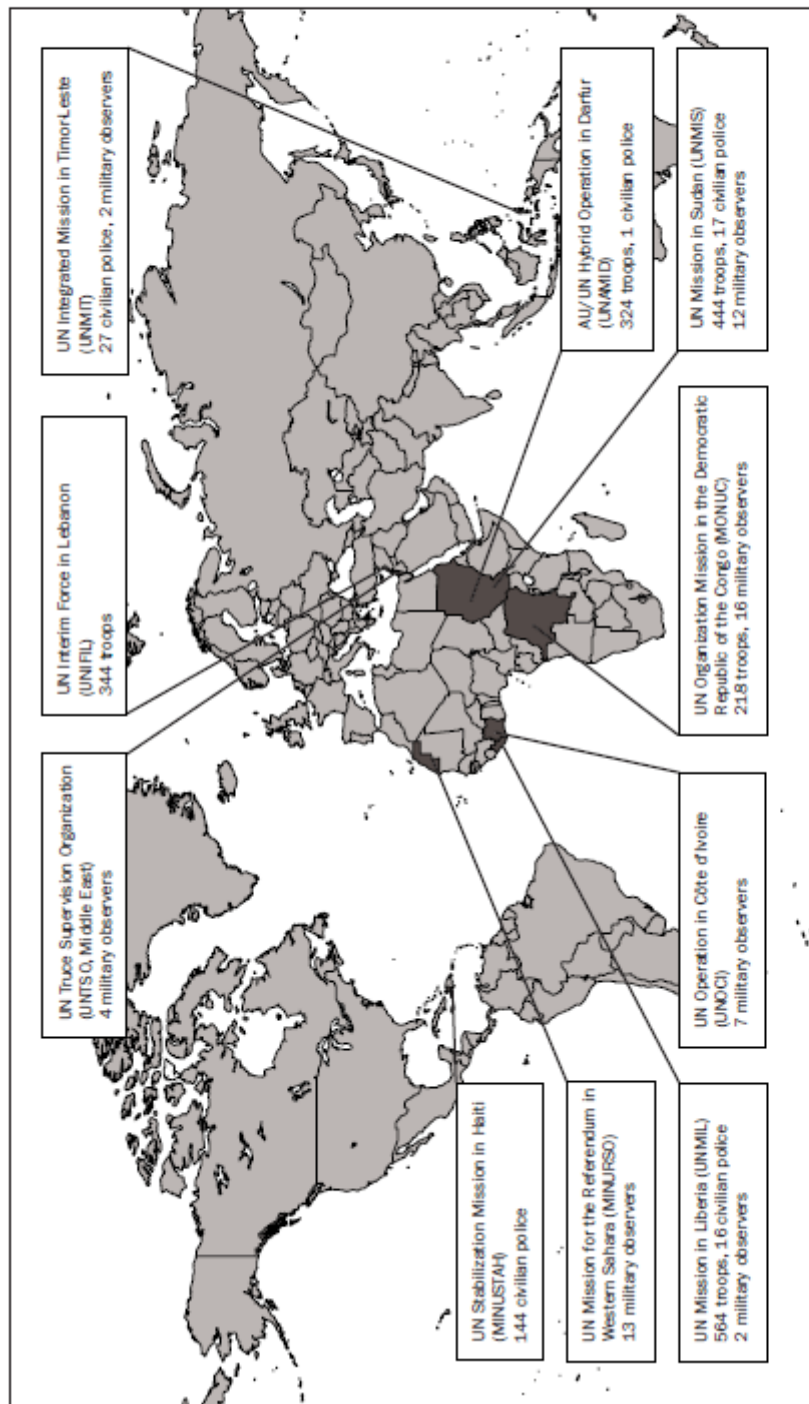 UN Truce Supervision Organization
(UNTSO, Middle East)
4 military observers
UN Interim Force in Lebanon
(UNIFIL)
344 troops
UN Integrated Mission in Timor-Leste
(UNMIT)
27 civilian police, 2 military observers
UN Stabilization Mission in Haiti
(MINUSTAH)
144 civilian police
UN Mission for the Referendum in
Western Sahara (MINURSO)
13 military observers
AU/UN Hybrid Operation in Darfur
(UNAMID)
324 troops, 1 civilian police
UN Mission in Liberia (UNMIL)
564 troops, 16 civilian police
2 military observers
UN Operation in Côte d'Ivoire
(UNOCI)
7 military observers
UN Organization Mission in the Democratic
Republic of the Congo (MONUC)
218 troops, 16 military observers
UN Mission in Sudan (UNMIS)
444 troops, 17 civilian police
12 military observers